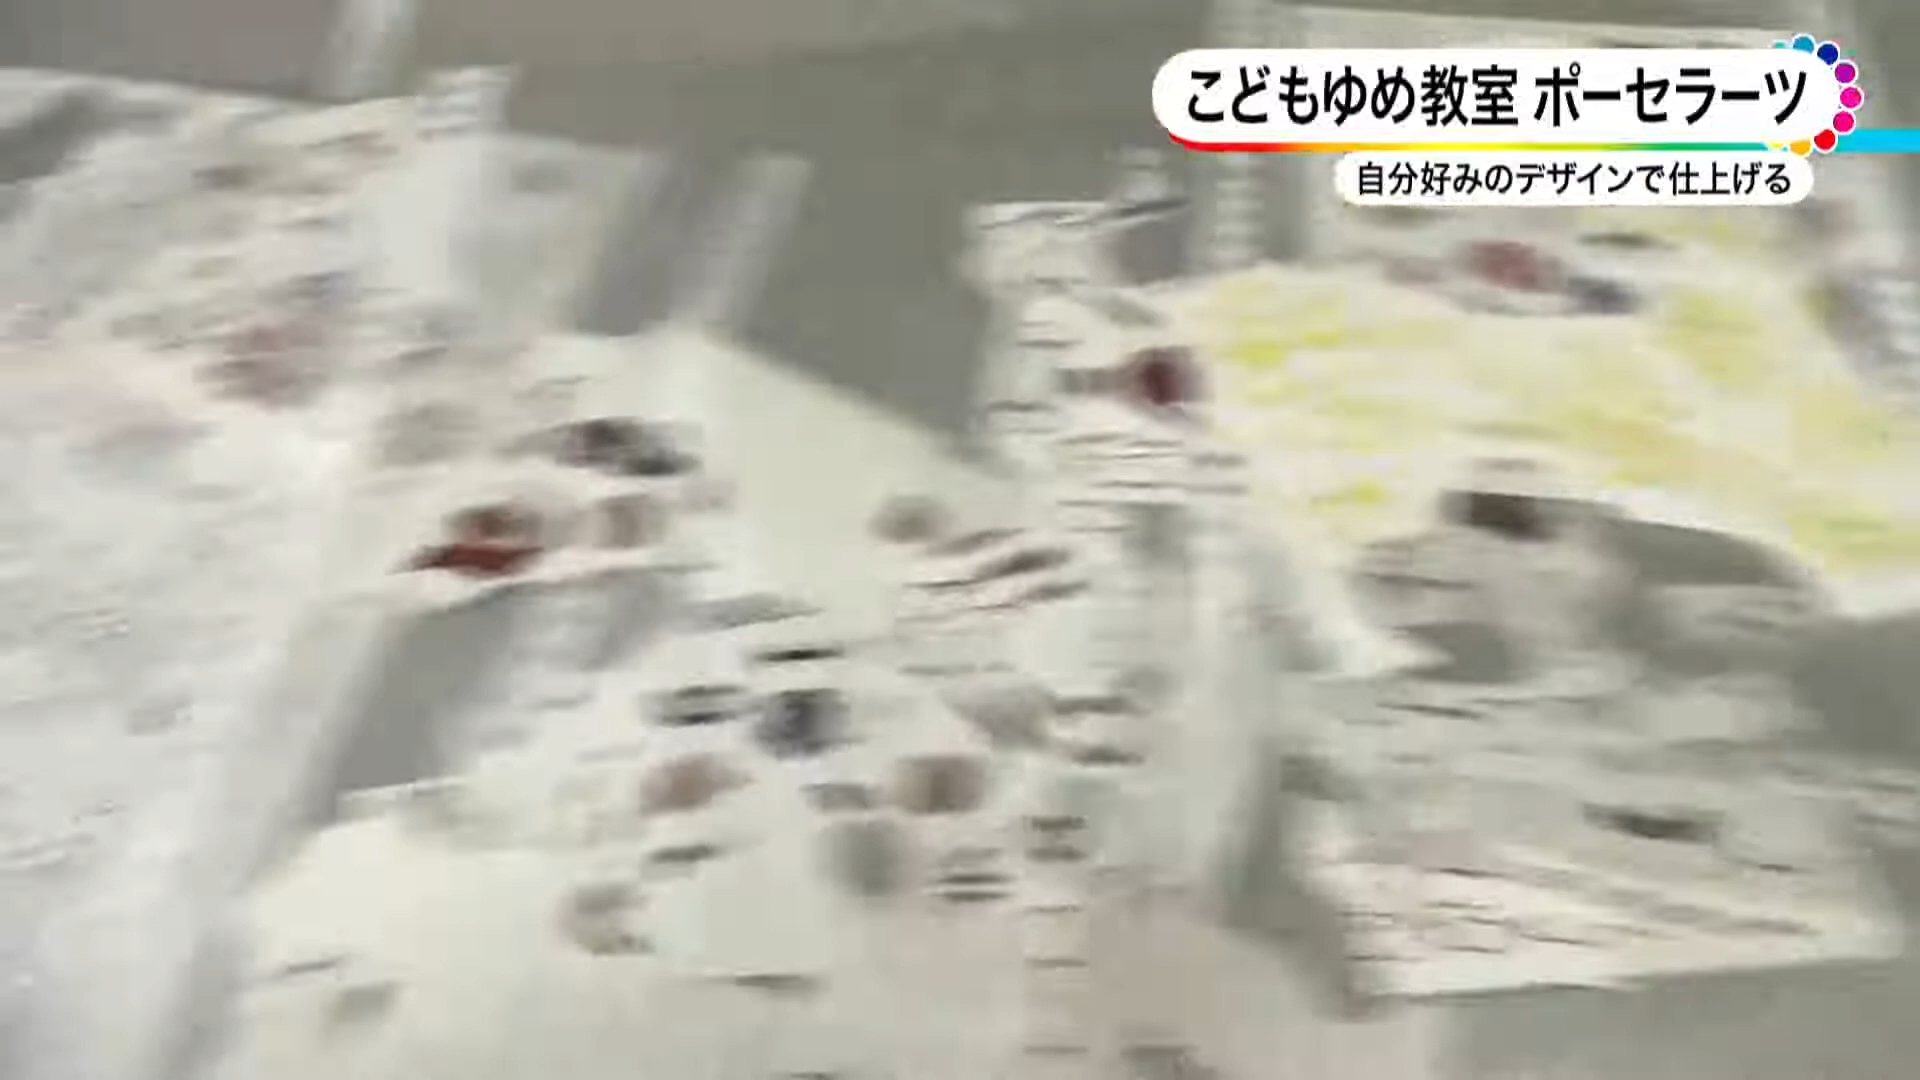 こどもゆめ教室 ポーセラーツ
自分好みのデザインで仕上げる